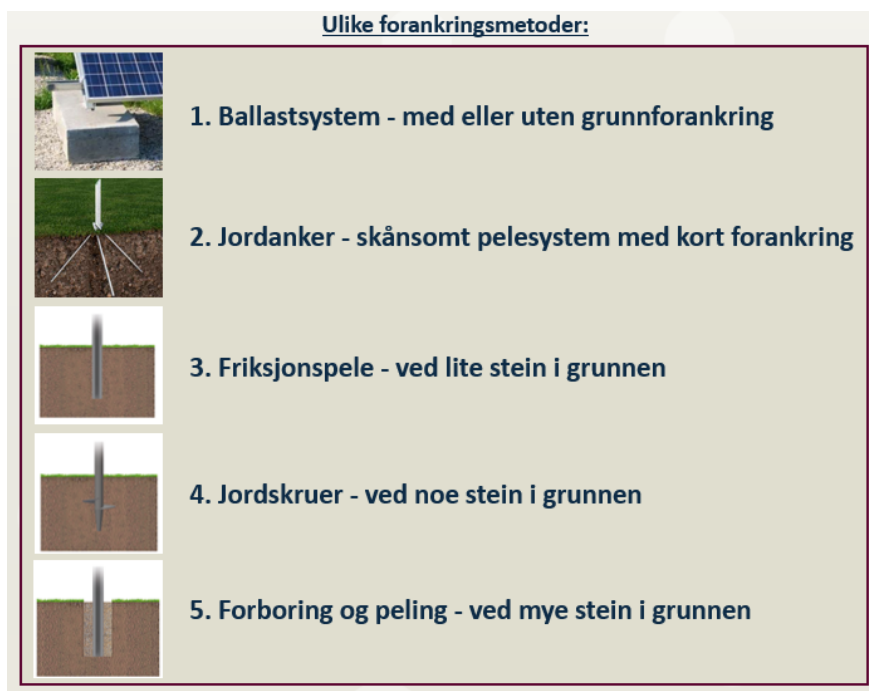 Ulike forankringsmetoder:
1. Ballastsystem - med eller uten grunnforankring
2. Jordanker - skånsomt pelesystem med kort forankring
3. Friksjonspele - ved lite stein i grunnen
4. Jordskruer - ved noe stein i grunnen
5. Forboring og peling - ved mye stein i grunnen